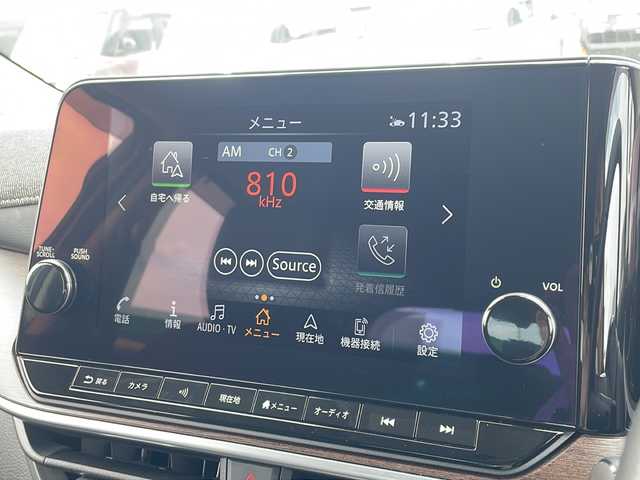 メニュー
11:33
AM CH 2
810
kHz
自宅へ帰る
交通情報
Source
発着信履歴
TUNE·
SCROLL
PUSH
SOUND
VOL
電話
情報
AUDIO·TV
メニュー
現在地
機器接続
設定
戻る
カメラ
現在地
メニュー
オーディオ